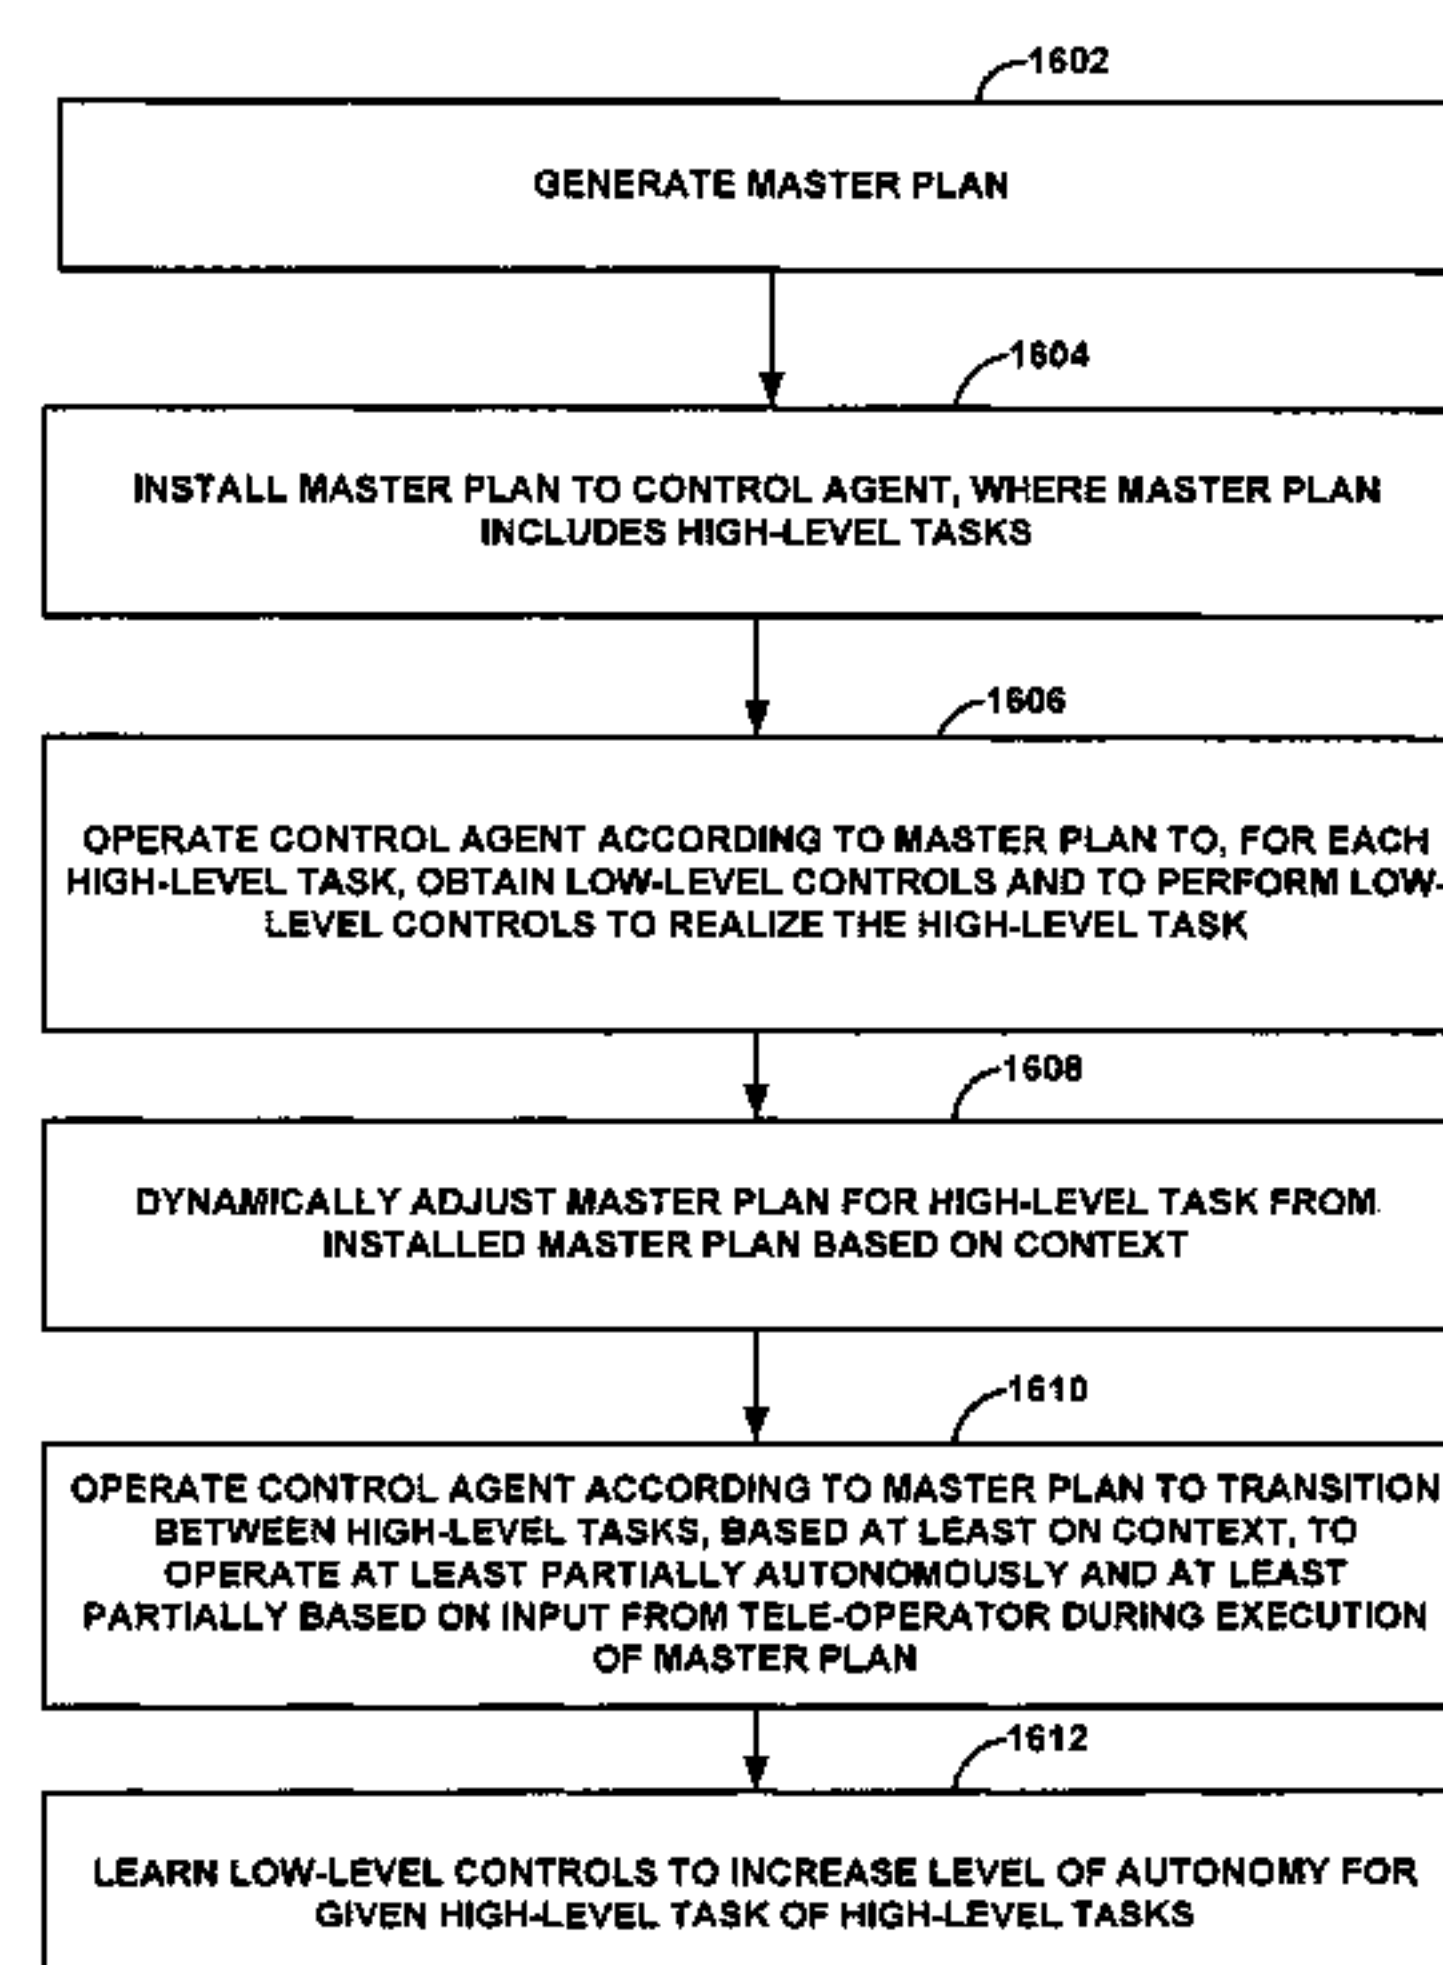 1602
GENERATE MASTER PLAN
1604
INSTALL MASTER PLAN TO CONTROL AGENT, WHERE MASTER PLAN
INCLUDES HIGH-LEVEL TASKS
1606
OPERATE CONTROL AGENT ACCORDING TO MASTER PLAN TO, FOR EACH
HIGH-LEVEL TASK, OBTAIN LOW-LEVEL CONTROLS AND TO PERFORM LOW-
LEVEL CONTROLS TO REALIZE THE HIGH-LEVEL TASK
1608
DYNAMICALLY ADJUST MASTER PLAN FOR HIGH-LEVEL TASK FROM
INSTALLED MASTER PLAN BASED ON CONTEXT
1610
OPERATE CONTROL AGENT ACCORDING TO MASTER PLAN TO TRANSITION
BETWEEN HIGH-LEVEL TASKS, BASED AT LEAST ON CONTEXT, TO
OPERATE AT LEAST PARTIALLY AUTONOMOUSLY AND AT LEAST
PARTIALLY BASED ON INPUT FROM TELE-OPERATOR DURING EXECUTION
OF MASTER PLAN
1612
LEARN LOW-LEVEL CONTROLS TO INCREASE LEVEL OF AUTONOMY FOR
GIVEN HIGH-LEVEL TASK OF HIGH-LEVEL TASKS